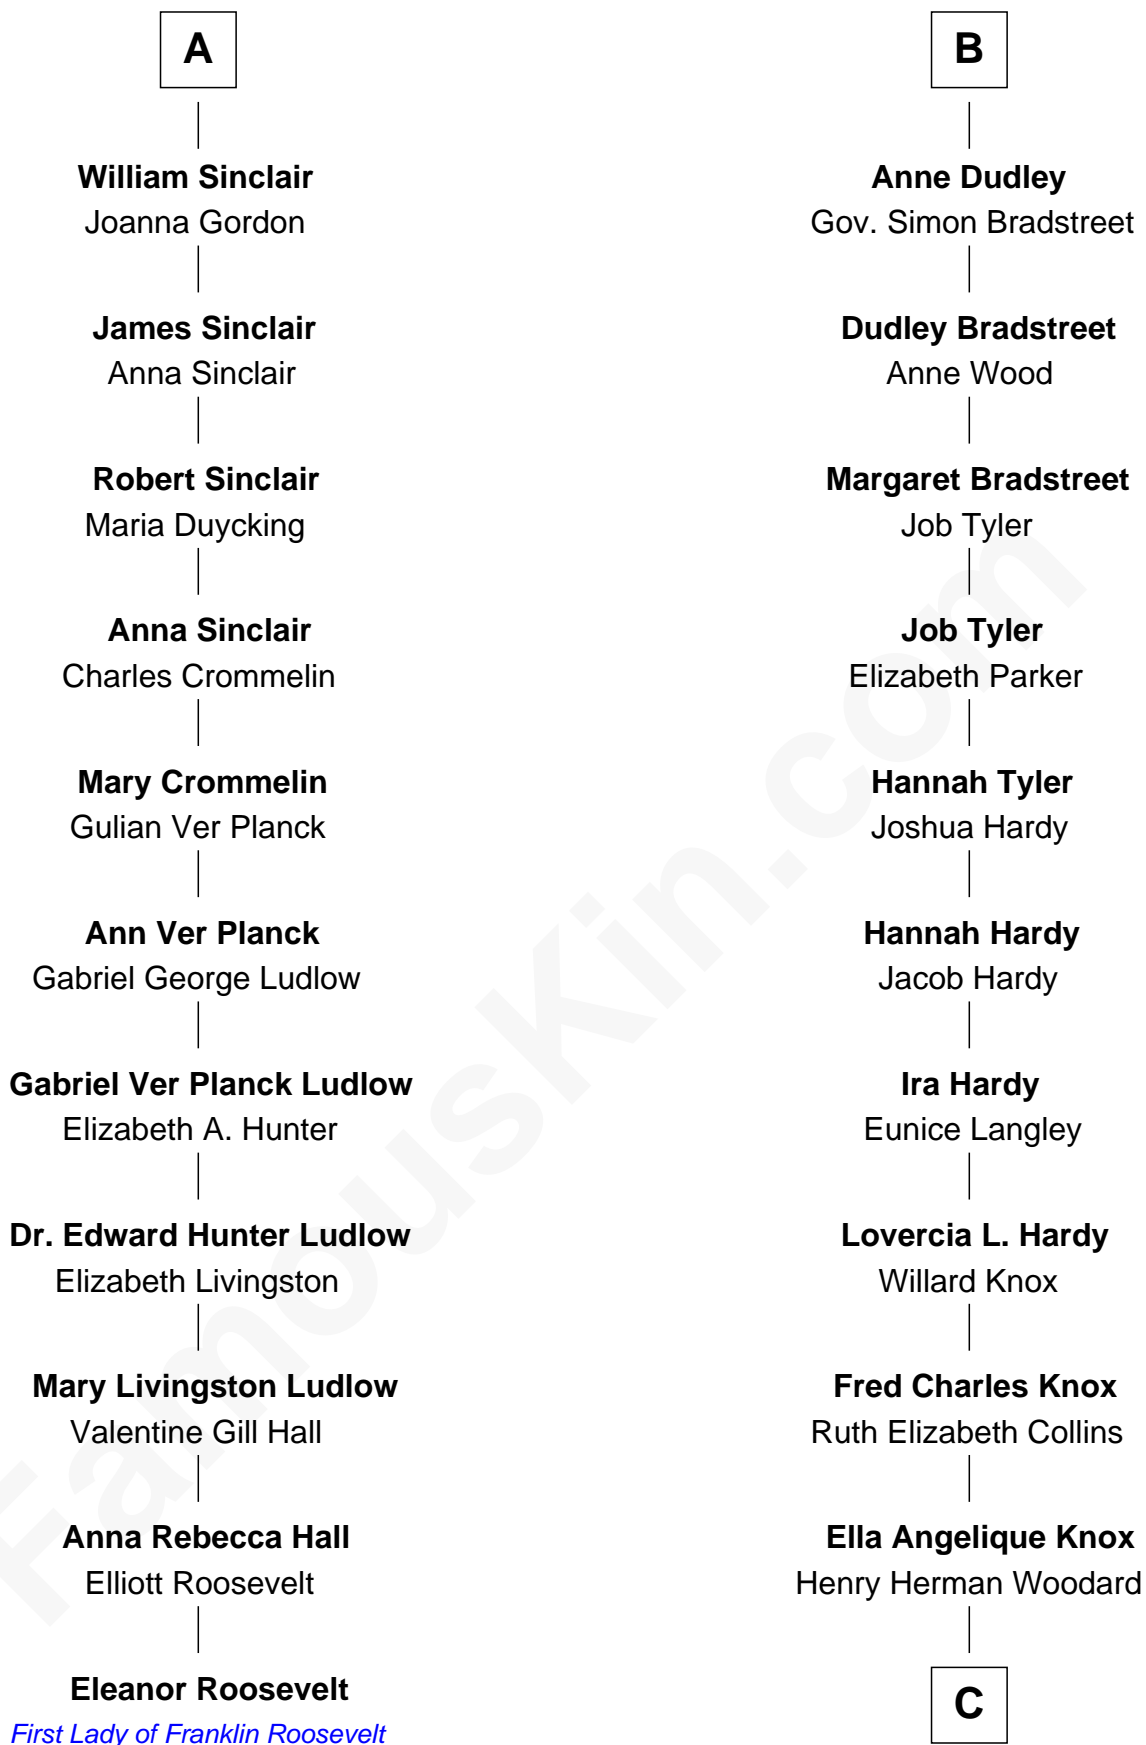 A
William Sinclair
Joanna Gordon
James Sinclair
Anna Sinclair
Robert Sinclair
Maria Duycking
Anna Sinclair
Charles Crommelin
Mary Crommelin
Gulian Ver Planck
Ann Ver Planck
Gabriel George Ludlow
Gabriel Ver Planck Ludlow
Elizabeth A. Hunter
Dr. Edward Hunter Ludlow
Elizabeth Livingston
Mary Livingston Ludlow
Valentine Gill Hall
Anna Rebecca Hall
Elliott Roosevelt
Eleanor Roosevelt
First Lady of Franklin Roosevelt
B
Anne Dudley
Gov. Simon Bradstreet
Dudley Bradstreet
Anne Wood
Margaret Bradstreet
Job Tyler
Job Tyler
Elizabeth Parker
Hannah Tyler
Joshua Hardy
Hannah Hardy
Jacob Hardy
Ira Hardy
Eunice Langley
Lovercia L. Hardy
Willard Knox
Fred Charles Knox
Ruth Elizabeth Collins
Ella Angelique Knox
Henry Herman Woodard
C
FamousKin.com